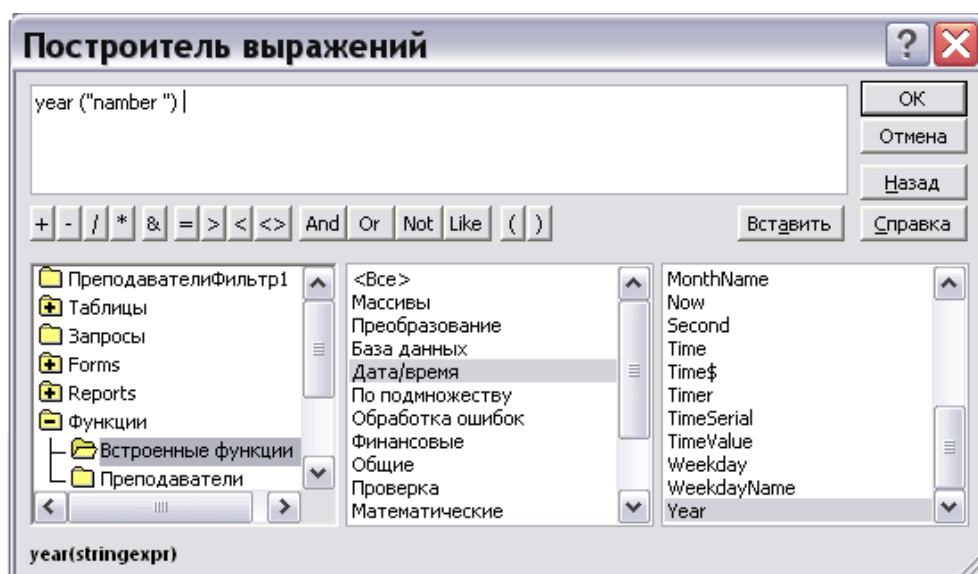 Построитель выражений
?
year ("namber ")
ОК
Отмена
Назад
+ - / * & = > < <> And Or Not Like ( )
Вставить
Справка
ПреподавателиФильтр1
Таблицы
Запросы
Forms
Reports
Функции
Встроенные функции
Преподаватели
<Все>
Массивы
Преобразование
База данных
Дата/время
По подмножеству
Обработка ошибок
Финансовые
Общие
Проверка
Математические
MonthName
Now
Second
Time
Time$
Timer
TimeSerial
TimeValue
Weekday
WeekdayName
Year
year(stringexpr)